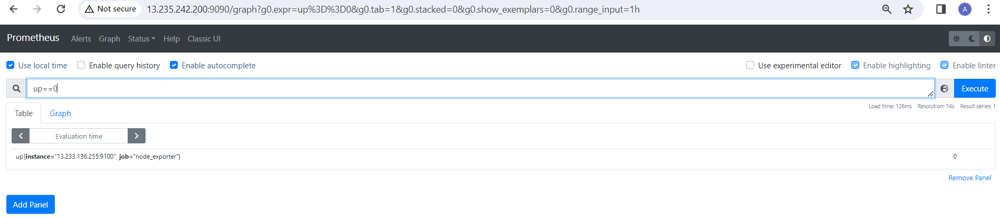 Not secure 13.235.242.200:9090/graph?g0.expr=up%3D%3D0&g0.tab=1&g0.stacked=0&g0.show_exemplars=0&g0.range_input=1h A
Prometheus Alerts Graph Status Help Classic UI
Use local time Enable query history Enable autocomplete Use experimental editor Enable highlighting Enable linter
up==0 Execute
Table Graph Load time: 126ms Resolution: 14s Result series: 1
Evaluation time
up{instance="13.233.136.255:9100", job="node_exporter"} 0
Remove Panel
Add Panel